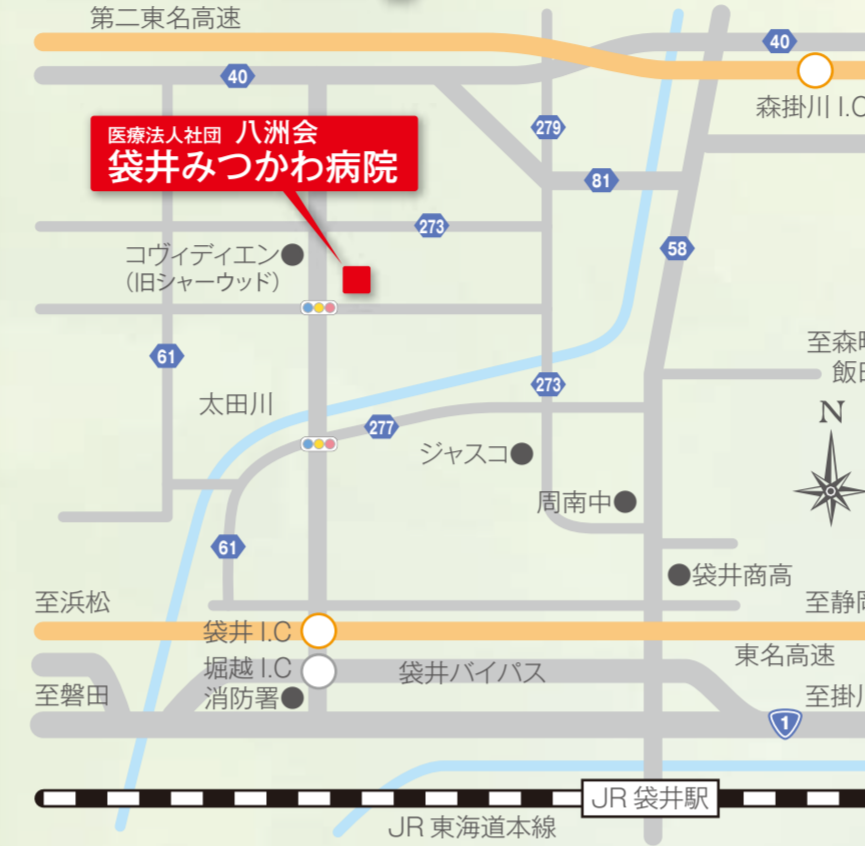 第二東名高速
40
40
森掛川 I.C
医療法人社団 八洲会
袋井みつかわ病院
279
81
273
58
コヴィディエン
(旧シャーウッド)
61
至森町
飯田
273
太田川
277
N
ジャスコ
周南中
61
袋井商高
至浜松
至静岡
袋井 I.C
東名高速
堀越 I.C
袋井バイパス
至磐田
消防署
至掛川
1
JR 袋井駅
JR 東海道本線